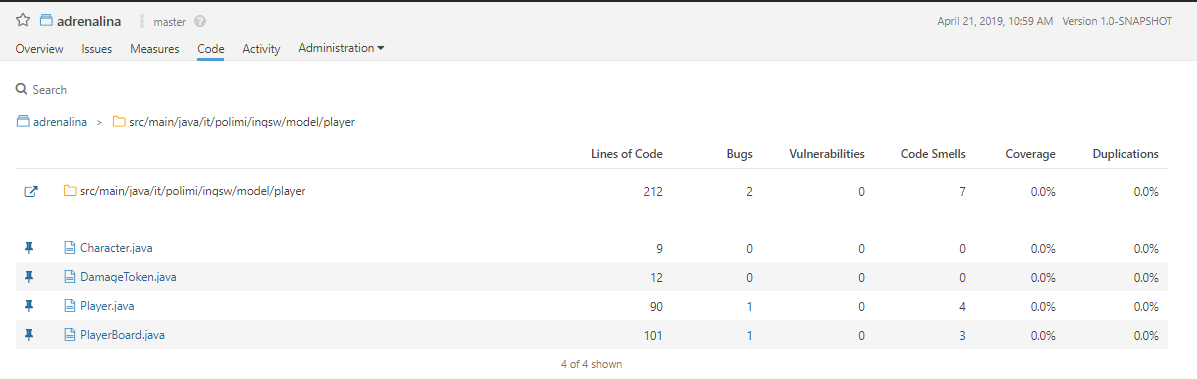 adrenalina master ? April 21, 2019, 10:59 AM Version 1.0-SNAPSHOT
Overview Issues Measures Code Activity Administration
Search
adrenalina > src/main/java/it/polimi/ingsw/model/player
Lines of Code Bugs Vulnerabilities Code Smells Coverage Duplications
src/main/java/it/polimi/ingsw/model/player 212 2 0 7 0.0% 0.0%
Character.java 9 0 0 0 0.0% 0.0%
DamageToken.java 12 0 0 0 0.0% 0.0%
Player.java 90 1 0 4 0.0% 0.0%
PlayerBoard.java 101 1 0 3 0.0% 0.0%
4 of 4 shown